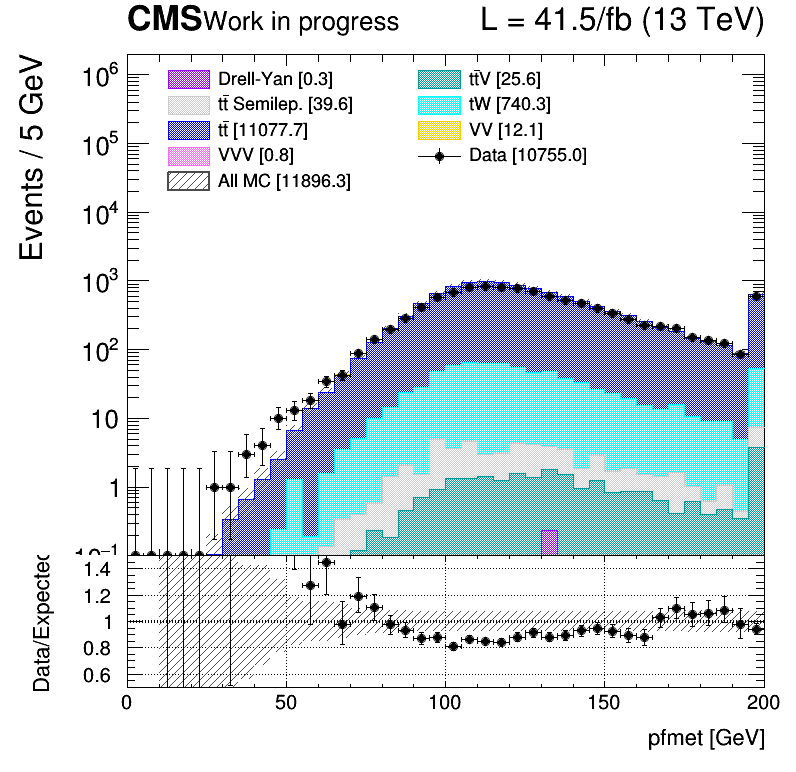 CMS Work in progress L = 41.5/fb (13 TeV)
Events / 5 GeV
10⁶
10⁵
10⁴
10³
10²
10
1
10⁻¹
Drell-Yan [0.3]
tt̄ Semilep. [39.6]
tt̄ [11077.7]
VVV [0.8]
All MC [11896.3]
tt̄V [25.6]
tW [740.3]
VV [12.1]
Data [10755.0]
Data/Expected
1.4
1.2
1
0.8
0.6
0 50 100 150 200
pfmet [GeV]